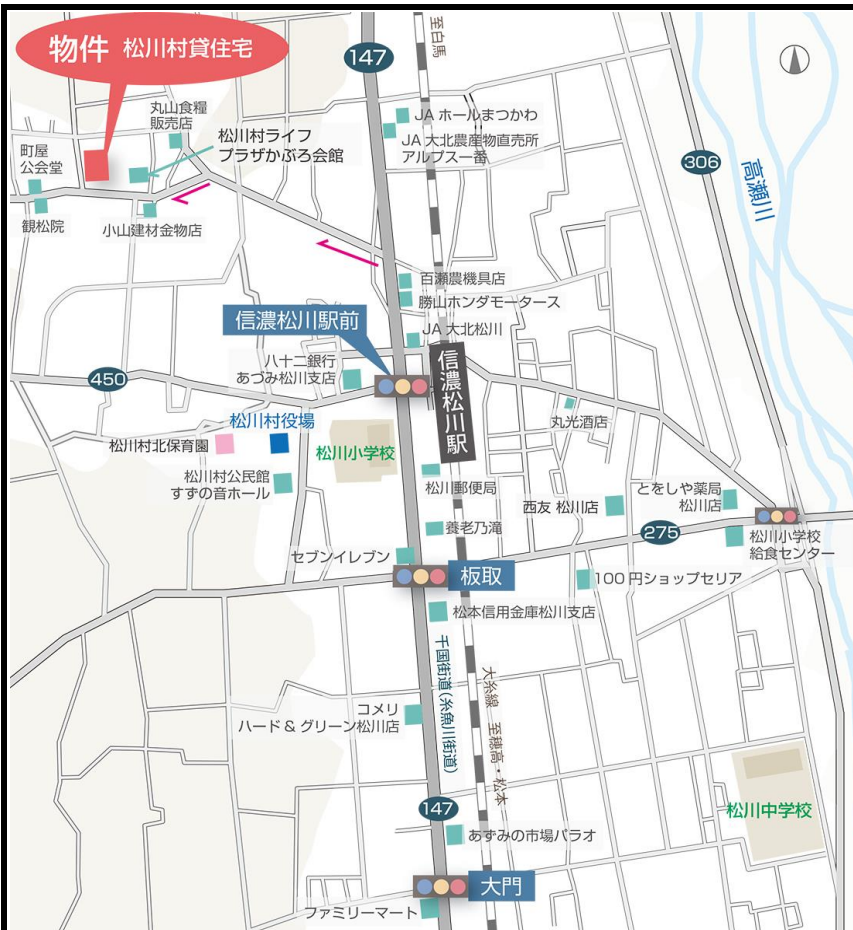 物件 松川村貸住宅
147
至白馬
丸山食糧
販売店
松川村ライフ
プラザかぶろ会館
町屋
公会堂
観松院
小山建材金物店
JA ホールまつかわ
JA 大北農産物直売所
アルプス一番
306
高瀬川
百瀬農機具店
勝山ホンダモータース
JA 大北松川
信濃松川駅前
信濃松川駅
八十二銀行
あづみ松川支店
450
松川村役場
松川村北保育園
松川小学校
松川村公民館
すずの音ホール
丸光酒店
松川郵便局
西友 松川店
とをしや薬局
松川店
養老乃滝
275
松川小学校
給食センター
セブンイレブン
板取
100 円ショップセリア
松本信用金庫松川支店
千国街道(糸魚川街道)
大糸線 至穂高・松本
コメリ
ハード & グリーン松川店
147
松川中学校
あずみの市場パラオ
大門
ファミリーマート